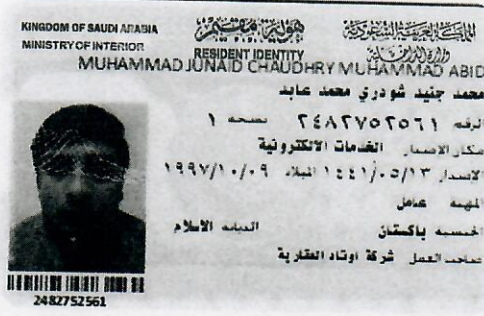 KINGDOM OF SAUDI ARABIA
MINISTRY OF INTERIOR
هوية مقيم
RESIDENT IDENTITY
المملكة العربية السعودية
وزارة الداخلية
MUHAMMAD JUNAID CHAUDHRY MUHAMMAD ABID
محمد جنيد شودري محمد عابد
الرقم ٢٤٨٢٧٥٢٥٦١ نسخه ١
مكان الاصدار الخدمات الالكترونية
الاصدار ١٤٤١/٠٥/١٣ الميلاد ١٩٩٧/١٠/٠٩
المهنة عامل
الجنسيه باكستان الديانه الاسلام
صاحب العمل شركة اوتاد العقارية
2482752561